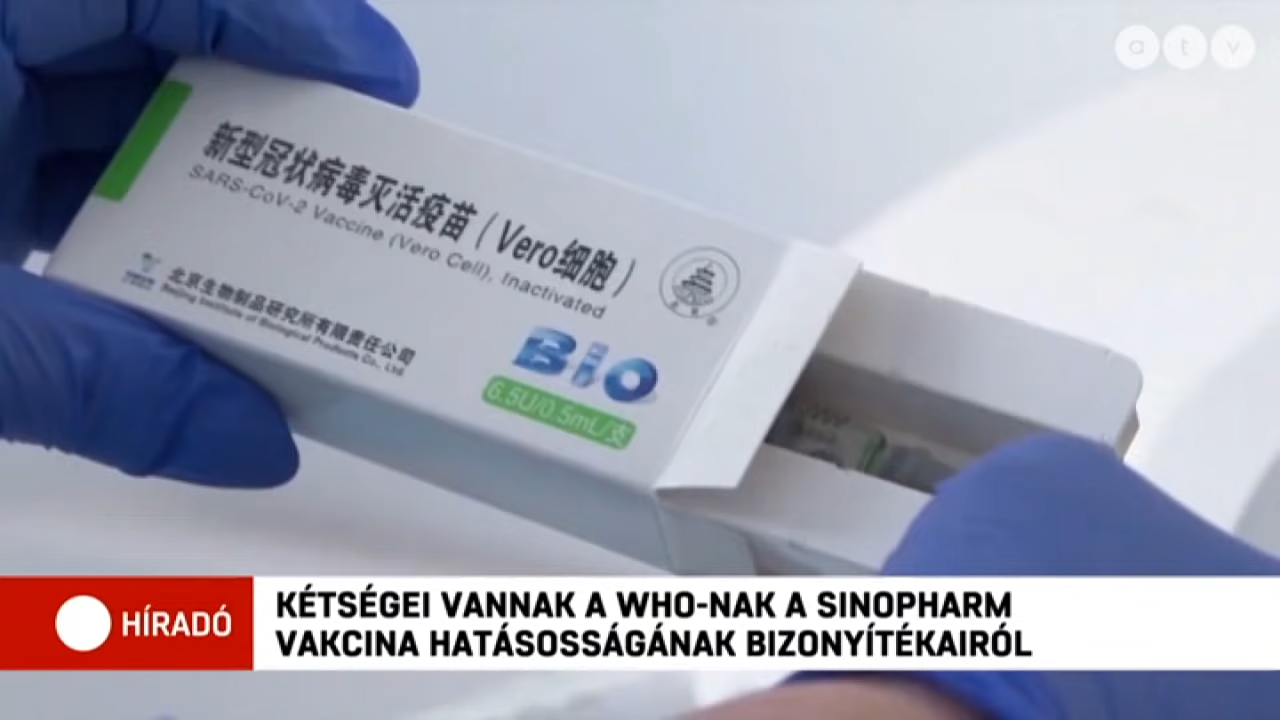 a t v
新型冠状病毒灭活疫苗(Vero细胞)
SARS-CoV-2 Vaccine (Vero Cell), Inactivated
北京生物制品研究所有限责任公司
Beijing Institute of Biological Products Co., Ltd
Bio
6.5U/0.5mL/支
HÍRADÓ
KÉTSÉGEI VANNAK A WHO-NAK A SINOPHARM
VAKCINA HATÁSOSSÁGÁNAK BIZONYÍTÉKAIRÓL